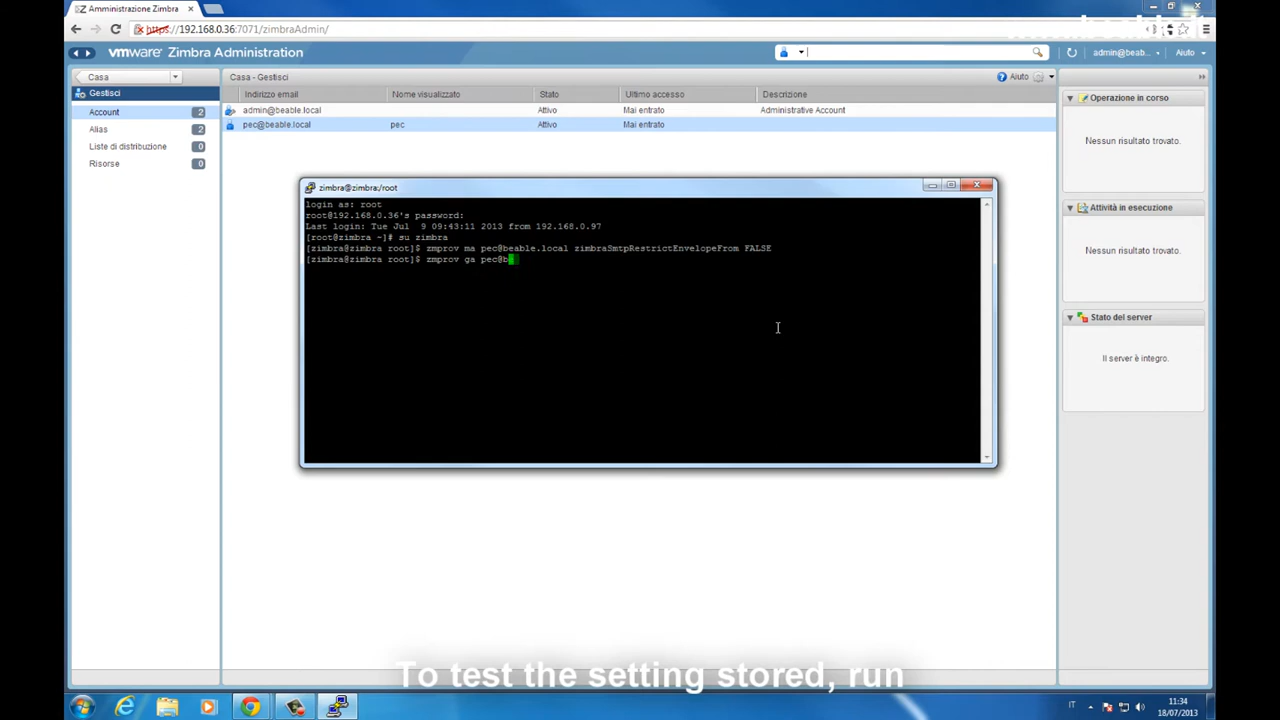 Amministrazione Zimbra
https://192.168.0.36:7071/zimbraAdmin/
vmware Zimbra Administration
admin@beab...
Aiuto
Casa
Casa - Gestisci
Aiuto
Gestisci
Indirizzo email
Nome visualizzato
Stato
Ultimo accesso
Descrizione
Operazione in corso
Account 2
admin@beable.local
Attivo
Mai entrato
Administrative Account
Alias 2
pec@beable.local
pec
Attivo
Mai entrato
Liste di distribuzione 0
Nessun risultato trovato.
Risorse 0
zimbra@zimbra:/root
login as: root
root@192.168.0.36's password:
Last login: Tue Jul  9 09:43:11 2013 from 192.168.0.97
[root@zimbra ~]# su zimbra
[zimbra@zimbra root]$ zmprov ma pec@beable.local zimbraSmtpRestrictEnvelopeFrom FALSE
[zimbra@zimbra root]$ zmprov ga pec@b
Attività in esecuzione
Nessun risultato trovato.
Stato del server
Il server è integro.
To test the setting stored, run
IT
11:34
18/07/2013